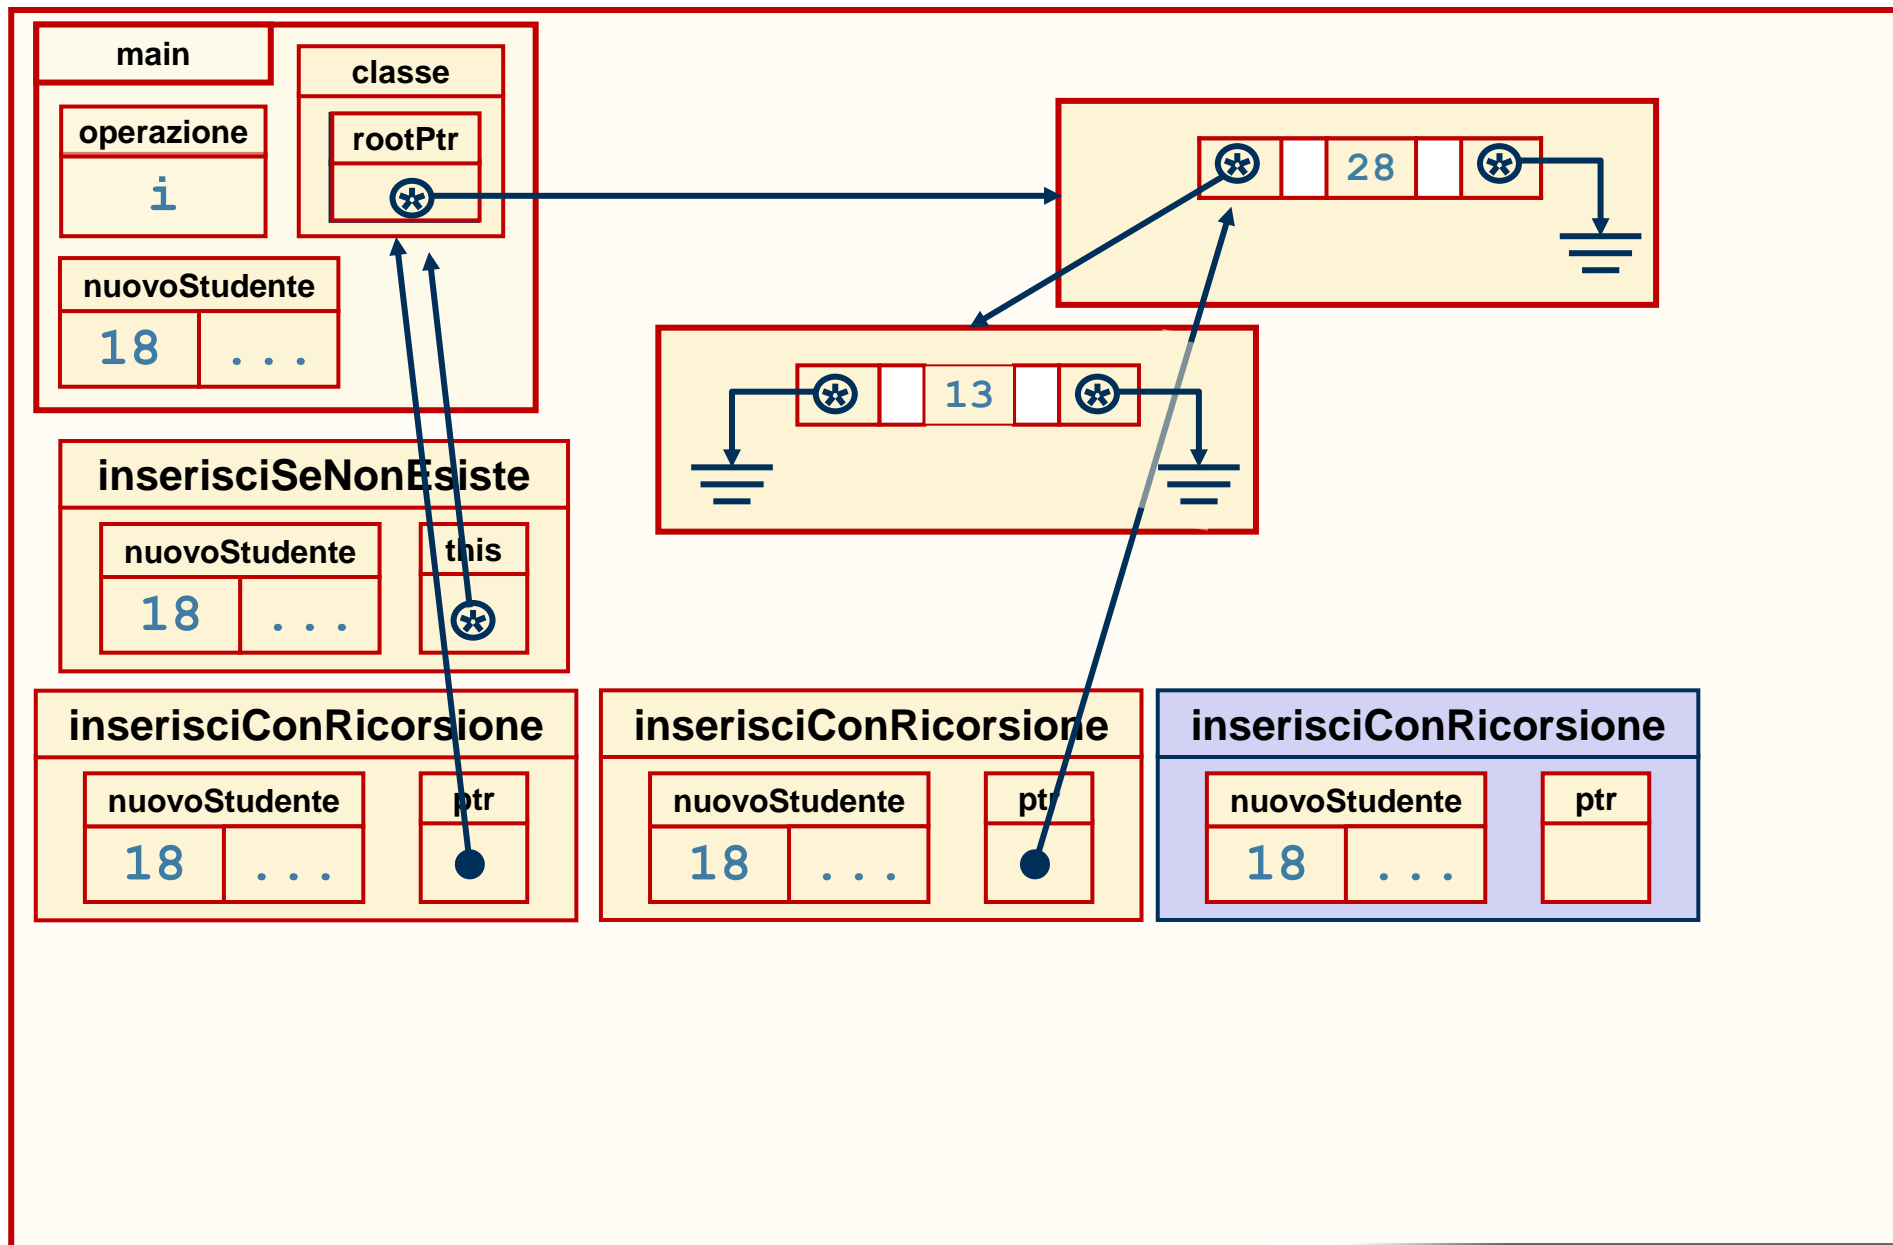 main
classe
operazione
rootPtr
i
28
nuovoStudente
18 ...
13
inserisciSeNonEsiste
nuovoStudente this
18 ...
inserisciConRicorsione
nuovoStudente ptr
18 ...
inserisciConRicorsione
nuovoStudente ptr
18 ...
inserisciConRicorsione
nuovoStudente ptr
18 ...